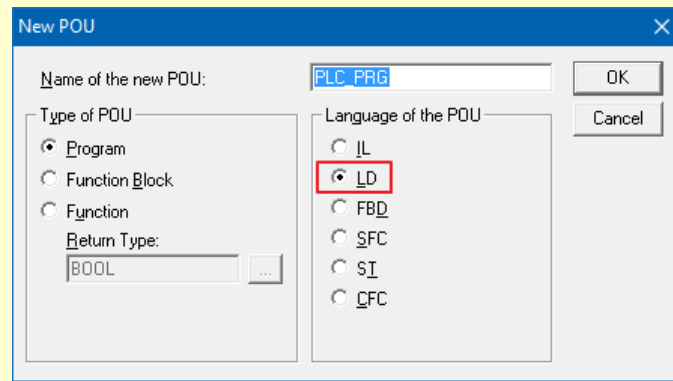 New POU
Name of the new POU:
PLC_PRG
OK
Cancel
Type of POU
Program
Function Block
Function
Return Type:
BOOL
...
Language of the POU
IL
LD
FBD
SFC
ST
CFC